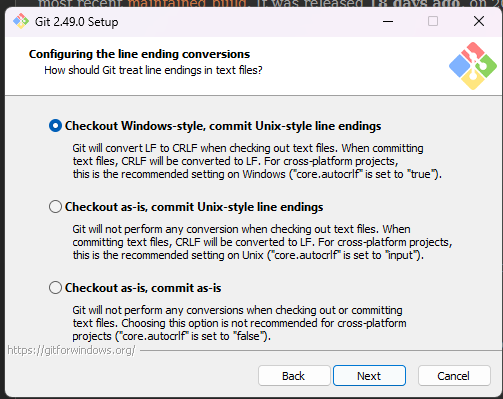 most recent maintained build. It was released 18 days ago, on 20
Git 2.49.0 Setup
Configuring the line ending conversions
How should Git treat line endings in text files?
Checkout Windows-style, commit Unix-style line endings
Git will convert LF to CRLF when checking out text files. When committing
text files, CRLF will be converted to LF. For cross-platform projects,
this is the recommended setting on Windows ("core.autocrlf" is set to "true").
Checkout as-is, commit Unix-style line endings
Git will not perform any conversion when checking out text files. When
committing text files, CRLF will be converted to LF. For cross-platform projects,
this is the recommended setting on Unix ("core.autocrlf" is set to "input").
Checkout as-is, commit as-is
Git will not perform any conversions when checking out or committing
text files. Choosing this option is not recommended for cross-platform
projects ("core.autocrlf" is set to "false").
https://gitforwindows.org/
Back
Next
Cancel